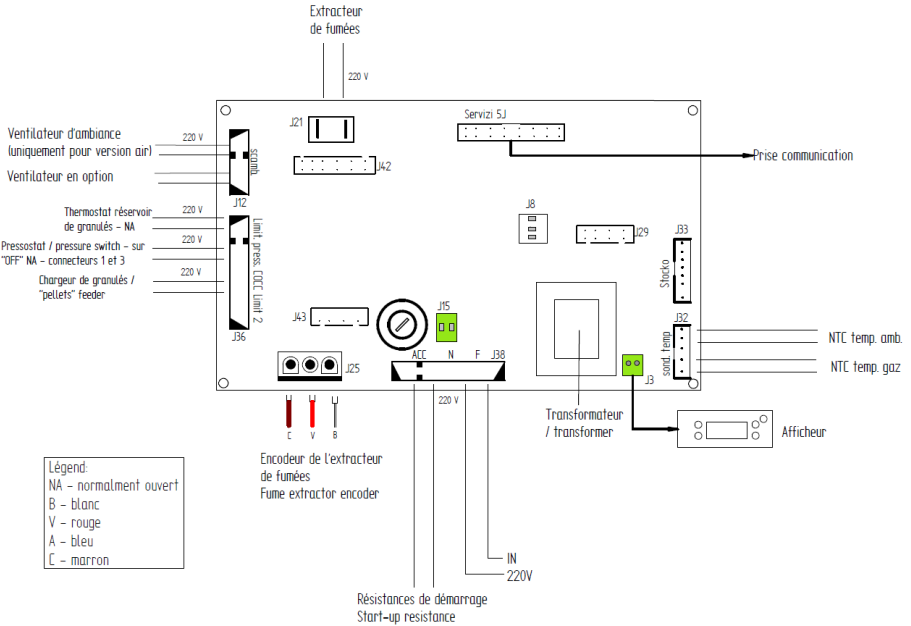 Extracteur
de fumées
220 V
J21
J42
Servizi 5J
Prise communication
Ventilateur d'ambiance
(uniquement pour version air)
220 V
Ventilateur en option
scamb.
J12
Thermostat réservoir
de granulés - NA
220 V
Pressostat / pressure switch - sur
"OFF" NA - connecteurs 1 et 3
220 V
Chargeur de granulés /
"pellets" feeder
220 V
Limit. press. COCC Limit 2
J36
J8
J29
J33
Stocko
J43
J15
J32
sond. temp
NTC temp. amb.
NTC temp. gaz
J25
ACC N F J38
220 V
J3
C V B
Transformateur
/ transformer
Afficheur
Encodeur de l'extracteur
de fumées
Fume extractor encoder
Légend:
NA - normalment ouvert
B - blanc
V - rouge
A - bleu
C - marron
IN
220V
Résistances de démarrage
Start-up resistance